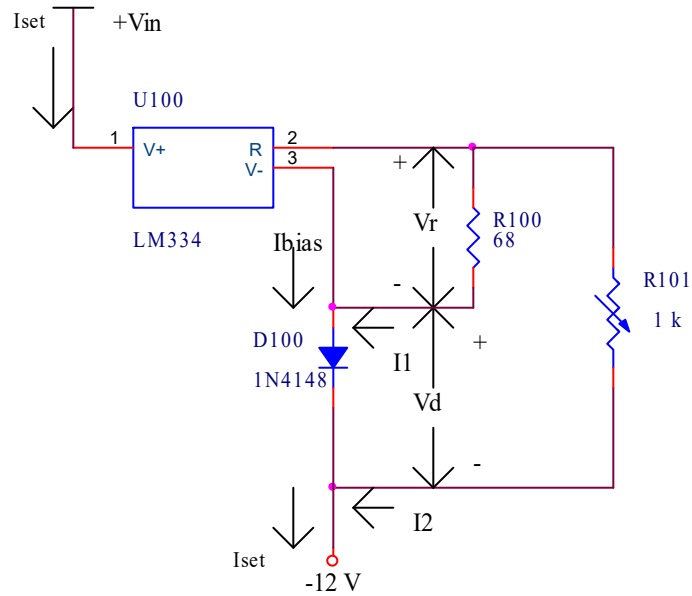 Iset
+Vin
U100
1
V+
R
2
V-
3
LM334
+
Vr
-
R100
68
Ibias
R101
1 k
D100
1N4148
I1
+
Vd
-
I2
Iset
-12 V